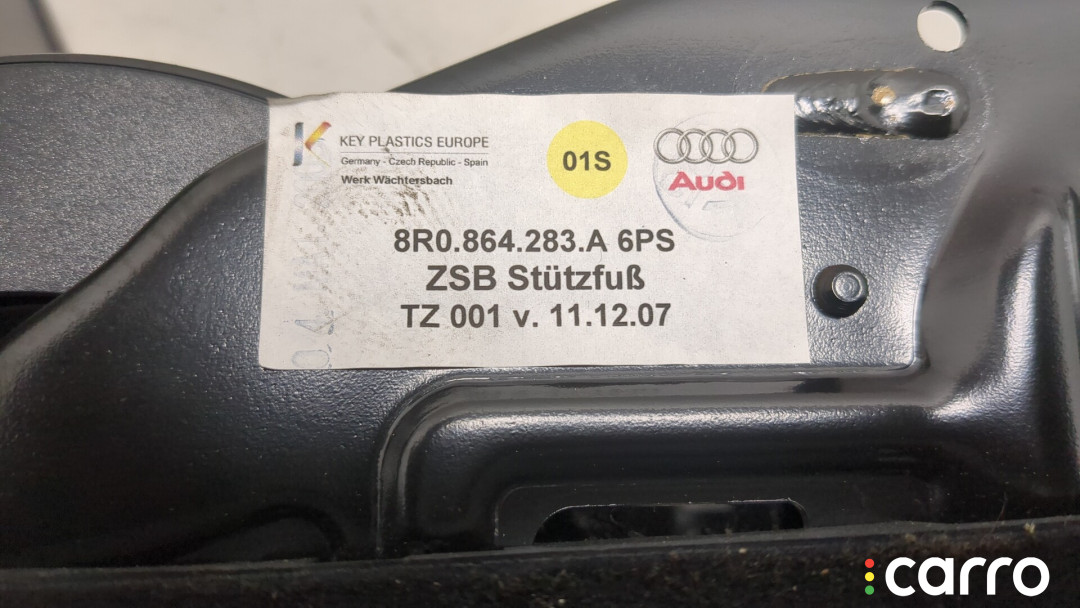 K
KEY PLASTICS EUROPE
Germany - Czech Republic - Spain
Werk Wächtersbach
01S
Audi
8R0.864.283.A 6PS
ZSB Stützfuß
TZ 001 v. 11.12.07
carro